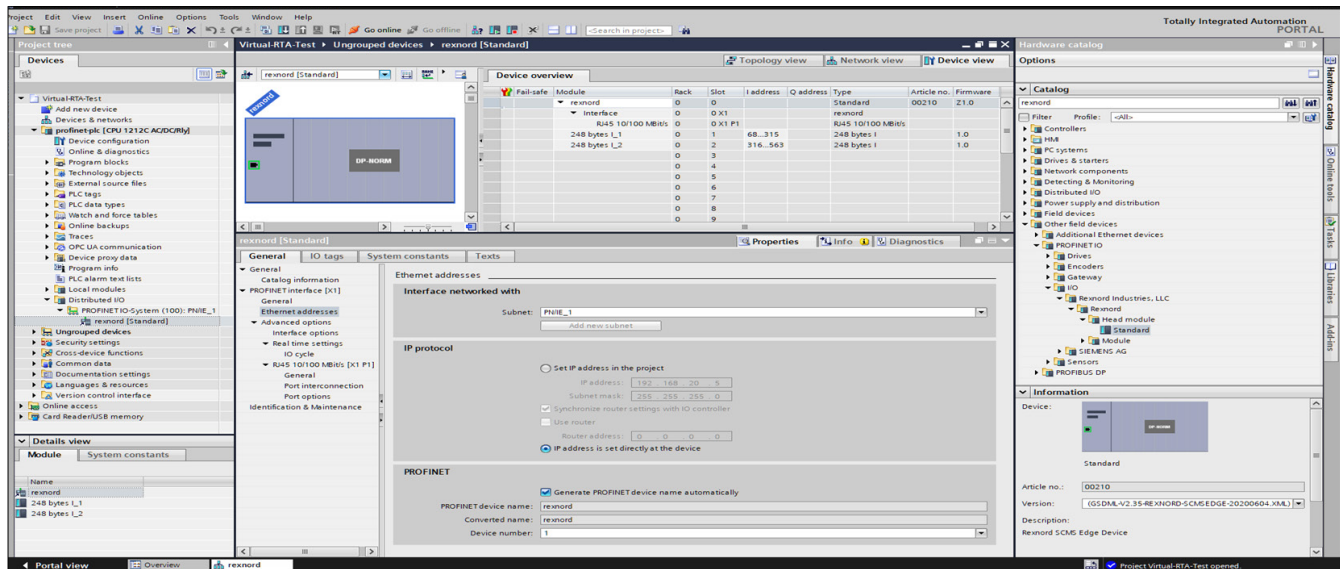 roject Edit View Insert Online Options Tools Window Help
Totally Integrated Automation
PORTAL
Save project Go online Go offline <Search in project>
Project tree
Devices
Virtual-RTA-Test
Add new device
Devices & Networks
profinet-plc [CPU 1212C AC/DC/Rly]
Device configuration
Online & diagnostics
Program blocks
Technology objects
External source files
PLC tags
PLC data types
Watch and force tables
Online backups
Traces
OPC UA communication
Device proxy data
Program info
PLC alarm text lists
Local modules
Distributed I/O
PROFINET IO-System (100): PN/IE_1
rexnord [Standard]
Ungrouped devices
Security settings
Cross-device functions
Common data
Documentation settings
Languages & resources
Version control interface
Online access
Card Reader/USB memory
Details view
Module System constants
Name
rexnord
248 bytes I_1
248 bytes I_2
Virtual-RTA-Test Ungrouped devices rexnord [Standard]
Topology view Network view Device view
rexnord [Standard]
rexnord
DP-NORM
Device overview
Fail-safe Module Rack Slot I address Q address Type Article no. Firmware
rexnord 0 0 Standard 00210 Z1.0
Interface 0 0 X1 rexnord
RJ45 10/100 MBit/s 0 0 X1 P1 RJ45 10/100 MBit/s
248 bytes I_1 0 1 68...315 248 bytes I 1.0
248 bytes I_2 0 2 316...563 248 bytes I 1.0
0 3
0 4
0 5
0 6
0 7
0 8
0 9
rexnord [Standard]
Properties Info Diagnostics
General IO tags System constants Texts
General
Catalog information
PROFINET interface [X1]
General
Ethernet addresses
Advanced options
Interface options
Real time settings
IO cycle
RJ45 10/100 MBit/s [X1 P1]
General
Port interconnection
Port options
Identification & Maintenance
Ethernet addresses
Interface networked with
Subnet: PN/IE_1
Add new subnet
IP protocol
Set IP address in the project
IP address: 192 . 168 . 20 . 5
Subnet mask: 255 . 255 . 255 . 0
Synchronize router settings with IO controller
Use router
Router address: 0 . 0 . 0 . 0
IP address is set directly at the device
PROFINET
Generate PROFINET device name automatically
PROFINET device name: rexnord
Converted name: rexnord
Device number: 1
Hardware catalog
Options
Catalog
rexnord
Filter Profile: <All>
Controllers
HMI
PC systems
Drives & starters
Network components
Detecting & Monitoring
Distributed I/O
Power supply and distribution
Field devices
Other field devices
Additional Ethernet devices
PROFINET IO
Drives
Encoders
Gateway
I/O
Rexnord Industries, LLC
Rexnord
Head module
Standard
Module
SIEMENS AG
Sensors
PROFIBUS DP
Information
Device:
DP-NORM
Standard
Article no.: 00210
Version: (GSDML-V2.35-REXNORD-SCMSEDGE-20200604.XML)
Description:
Rexnord SCMS Edge Device
Hardware catalog
Online tools
Tasks
Libraries
Add-ins
Portal view Overview rexnord
Project Virtual-RTA-Test opened.